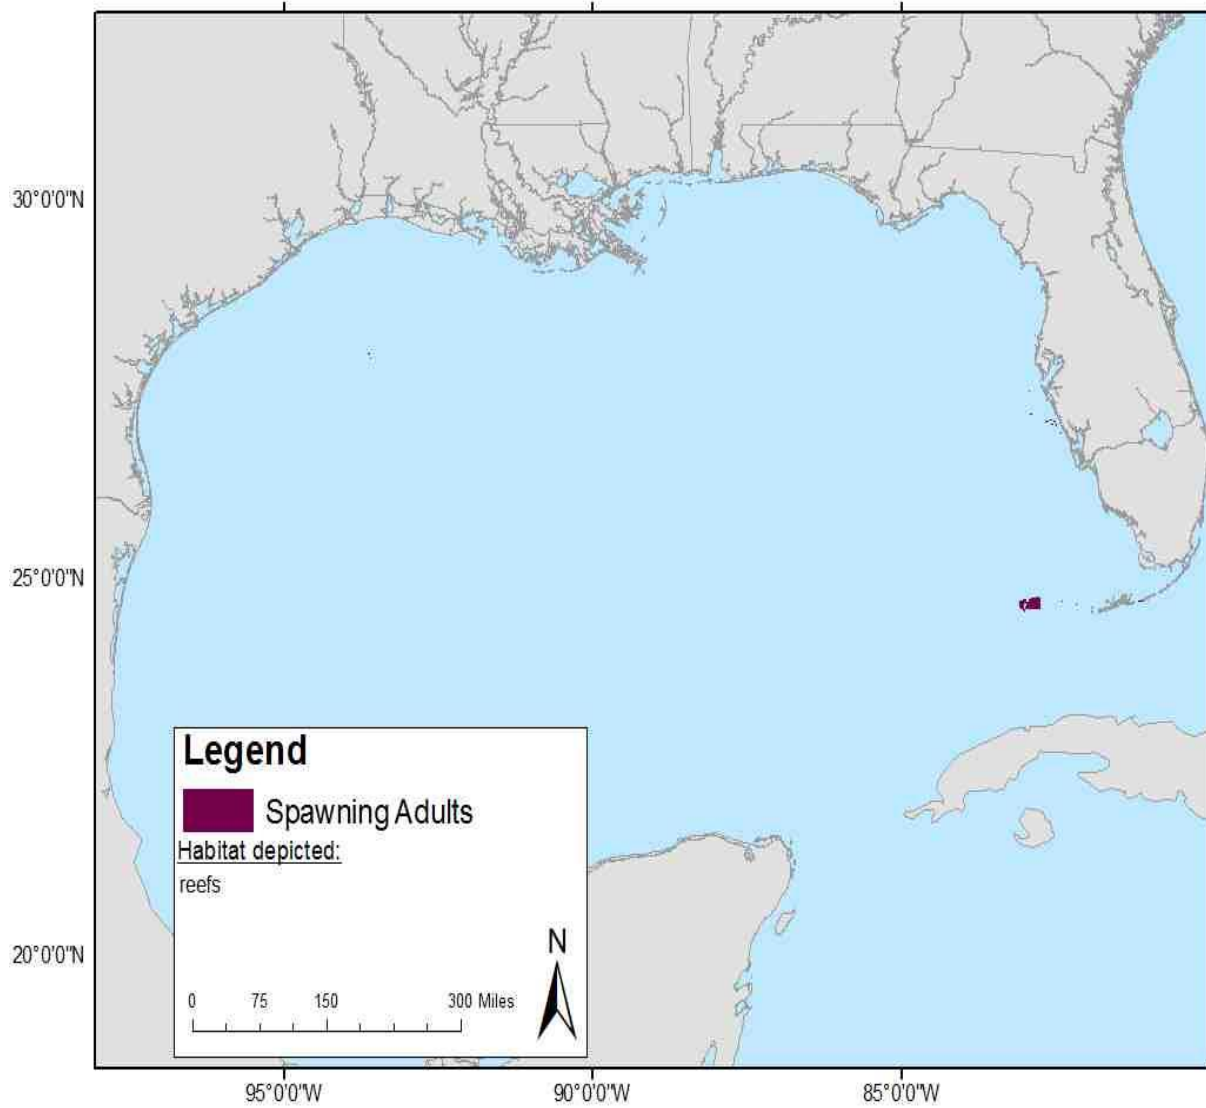 30°0'0"N
25°0'0"N
20°0'0"N
Legend
Spawning Adults
Habitat depicted:
reefs
N
0 75 150 300 Miles
95°0'0"W 90°0'0"W 85°0'0"W